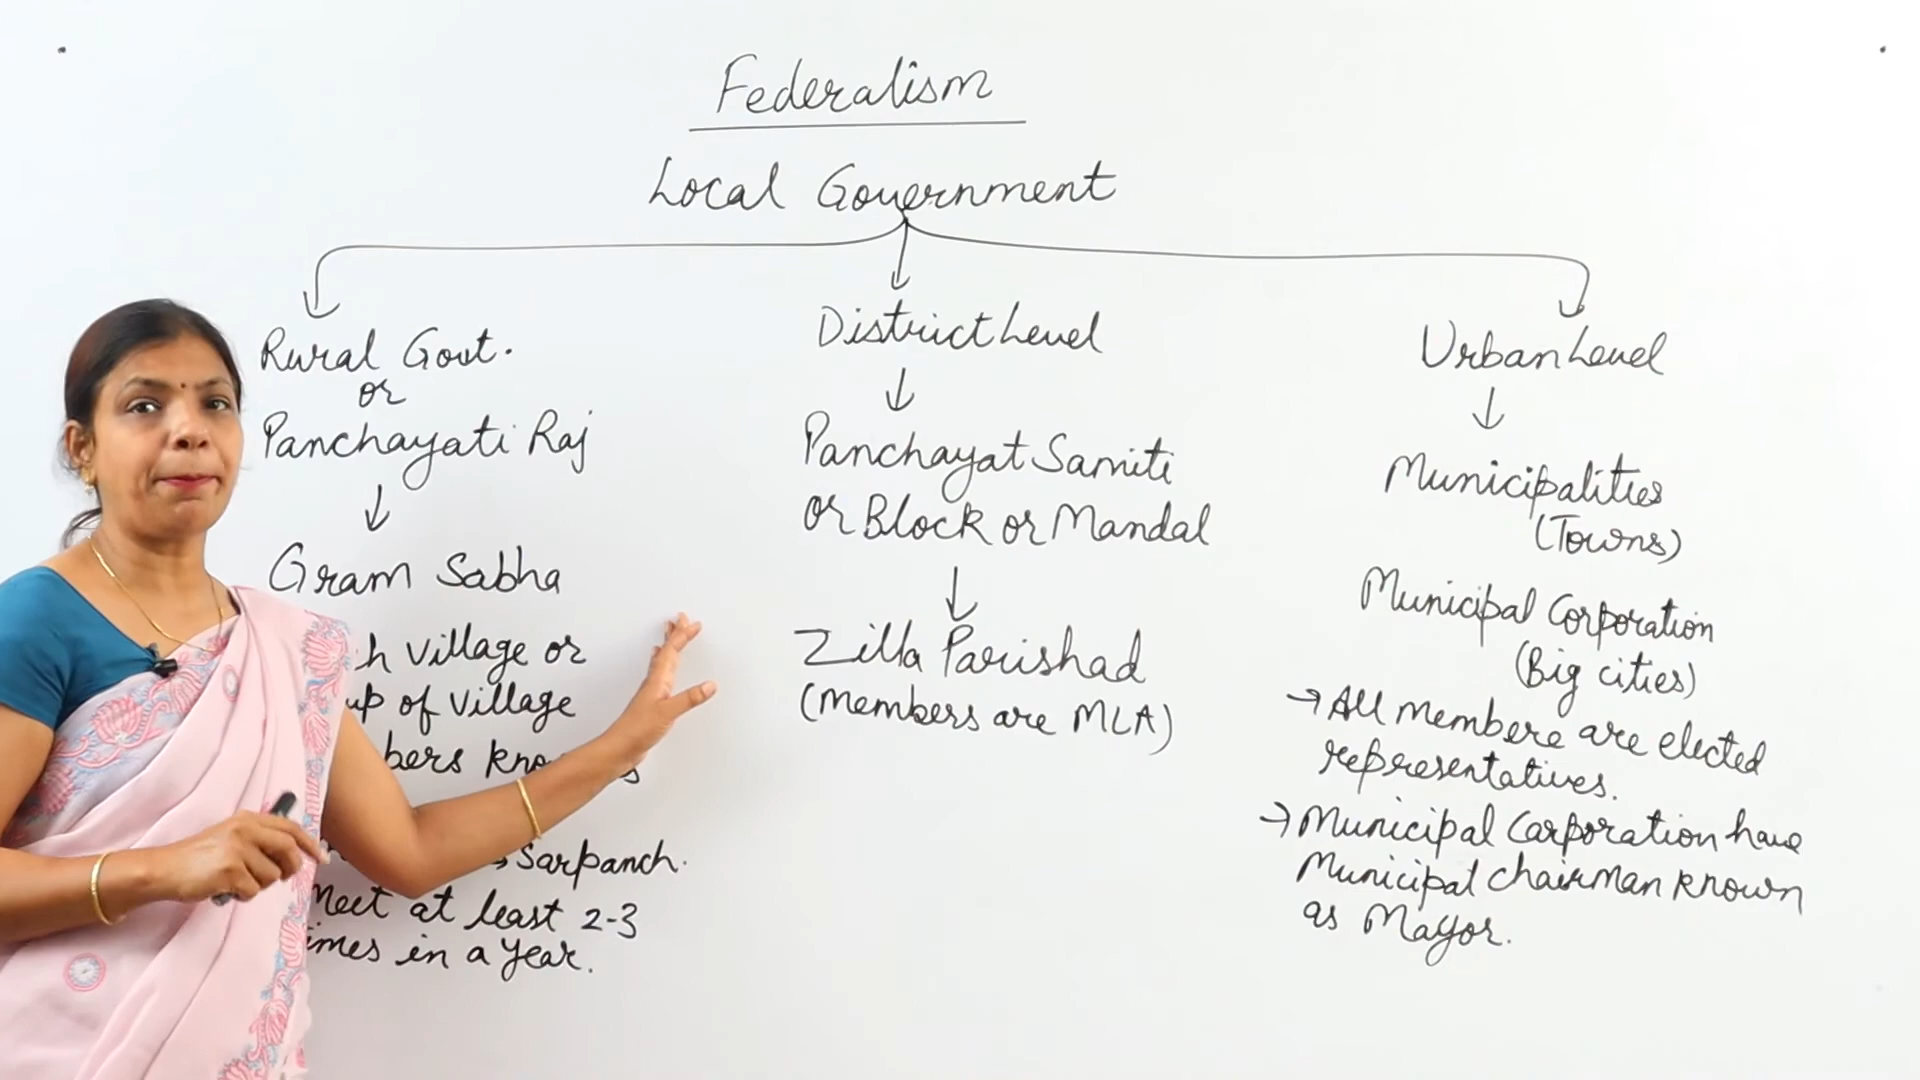 Federalism
Local Government
Rural Govt.
or
Panchayati Raj
Gram Sabha
village or
of village
Sarpanch.
Meet at least 2-3
in a year.
District Level
Panchayat Samiti
or Block or Mandal
Zilla Parishad
(members are MLA)
Urban Level
Municipalities
(Towns)
Municipal Corporation
(Big cities)
→ All membere are elected
representatives.
→ Municipal Corporation have
Municipal chairman known
as Mayor.